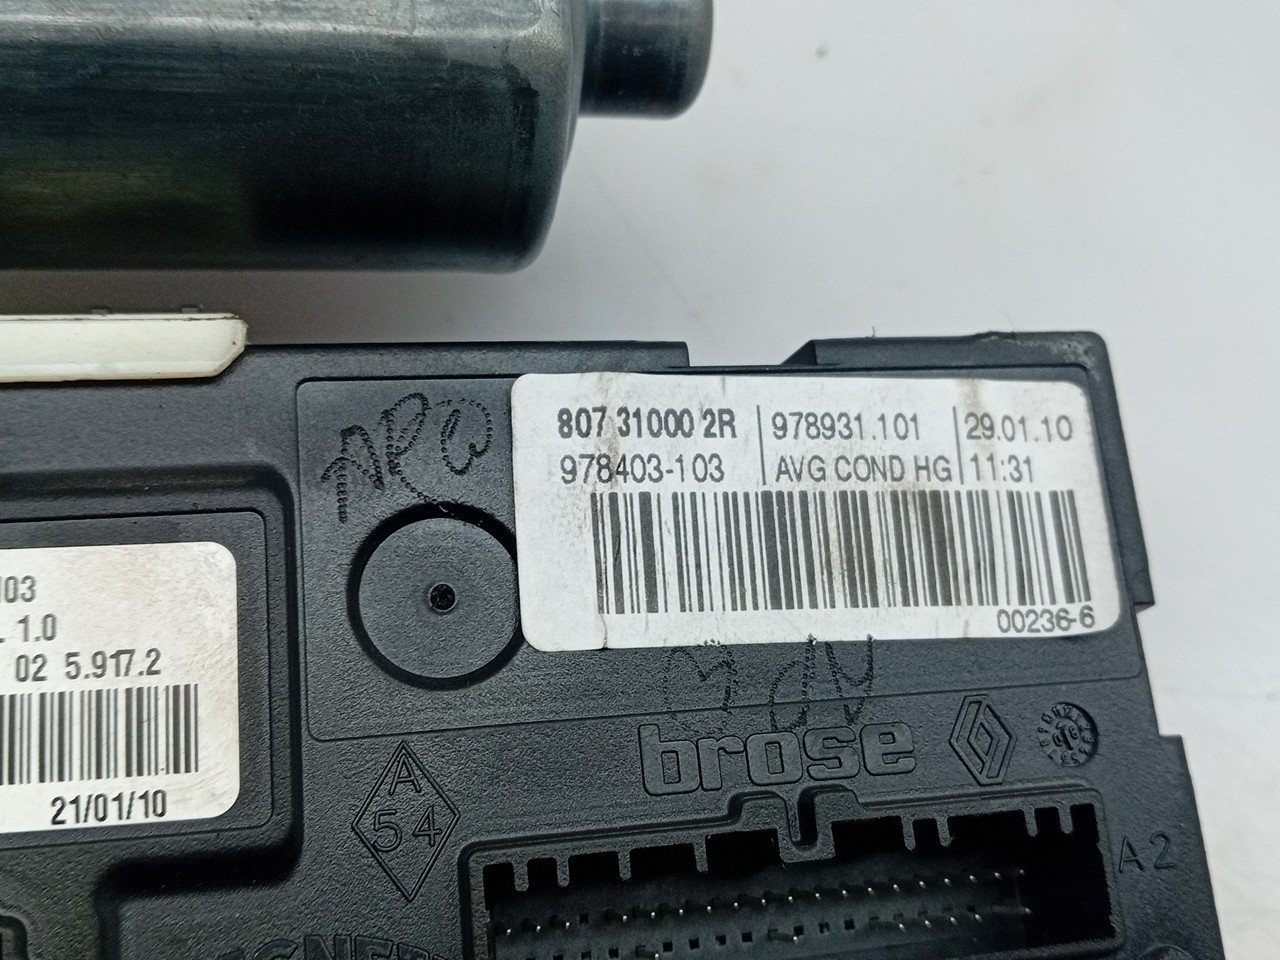 807 31000 2R 978931.101 29.01.10
978403-103 AVG COND HG 11:31
00236-6
1.0
02 5.917.2
21/01/10
brose
A
54
A2